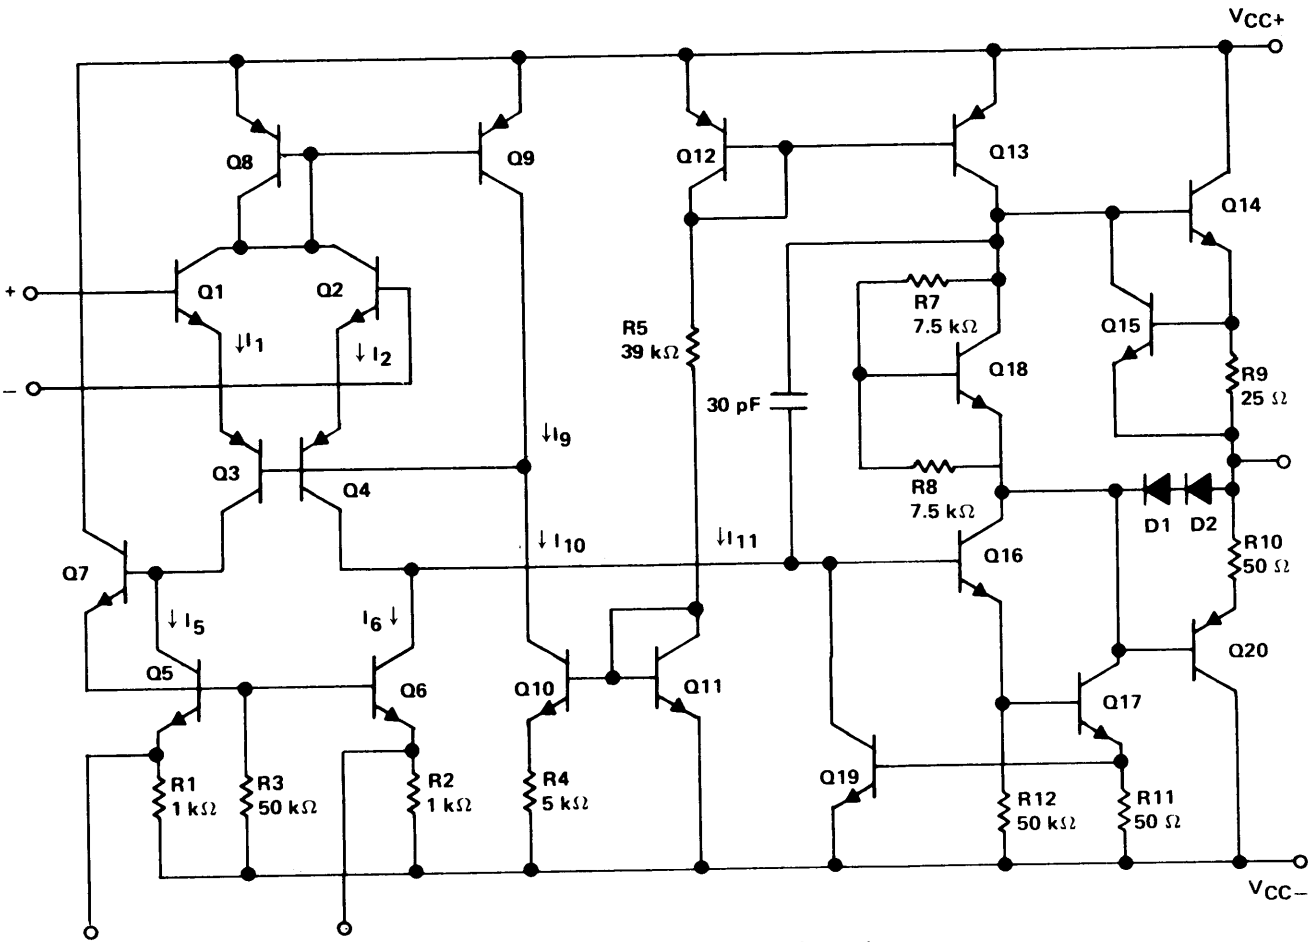 VCC+
Q8
Q9
Q12
Q13
Q14
+
Q1
Q2
↓I1
↓I2
R5
39 kΩ
R7
7.5 kΩ
Q15
Q18
R9
25 Ω
−
30 pF
↓I9
Q3
Q4
R8
7.5 kΩ
D1
D2
↓I10
↓I11
Q7
Q16
R10
50 Ω
↓I5
I6↓
Q5
Q6
Q10
Q11
Q17
Q20
R1
1 kΩ
R3
50 kΩ
R2
1 kΩ
R4
5 kΩ
Q19
R12
50 kΩ
R11
50 Ω
VCC−